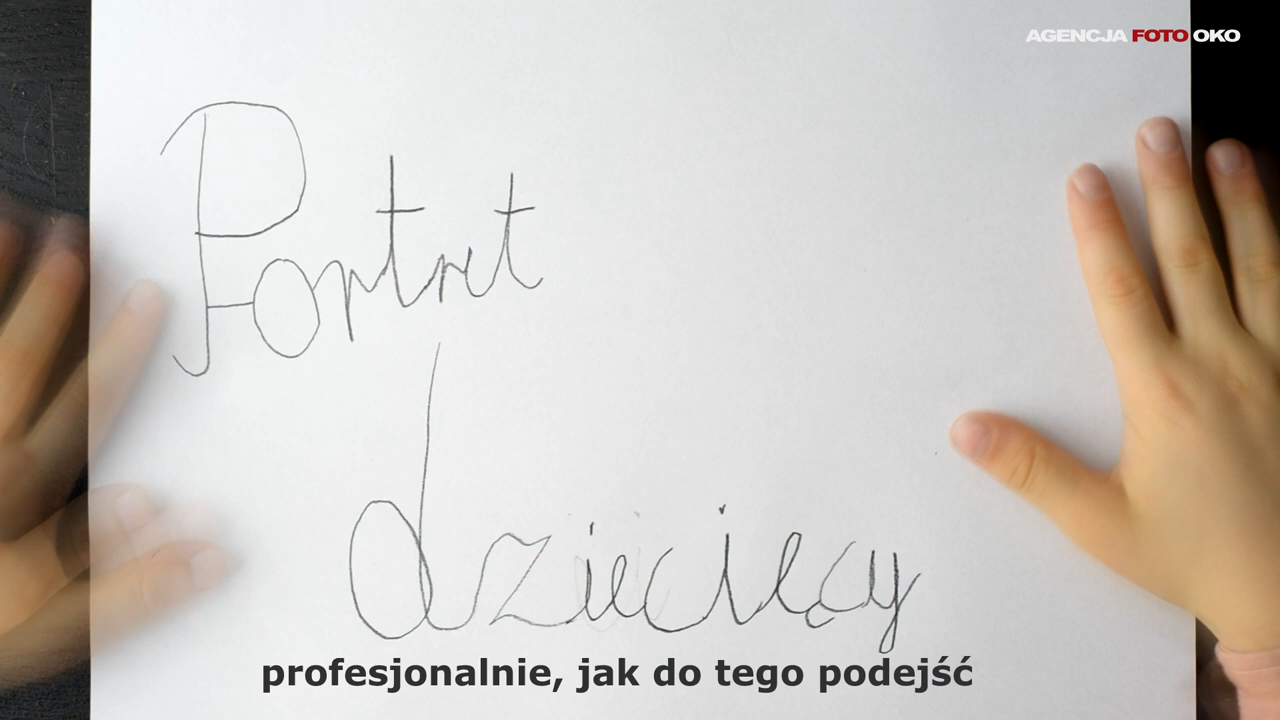 AGENCJA FOTO OKO
Portret
dziecięcy
profesjonalnie, jak do tego podejść